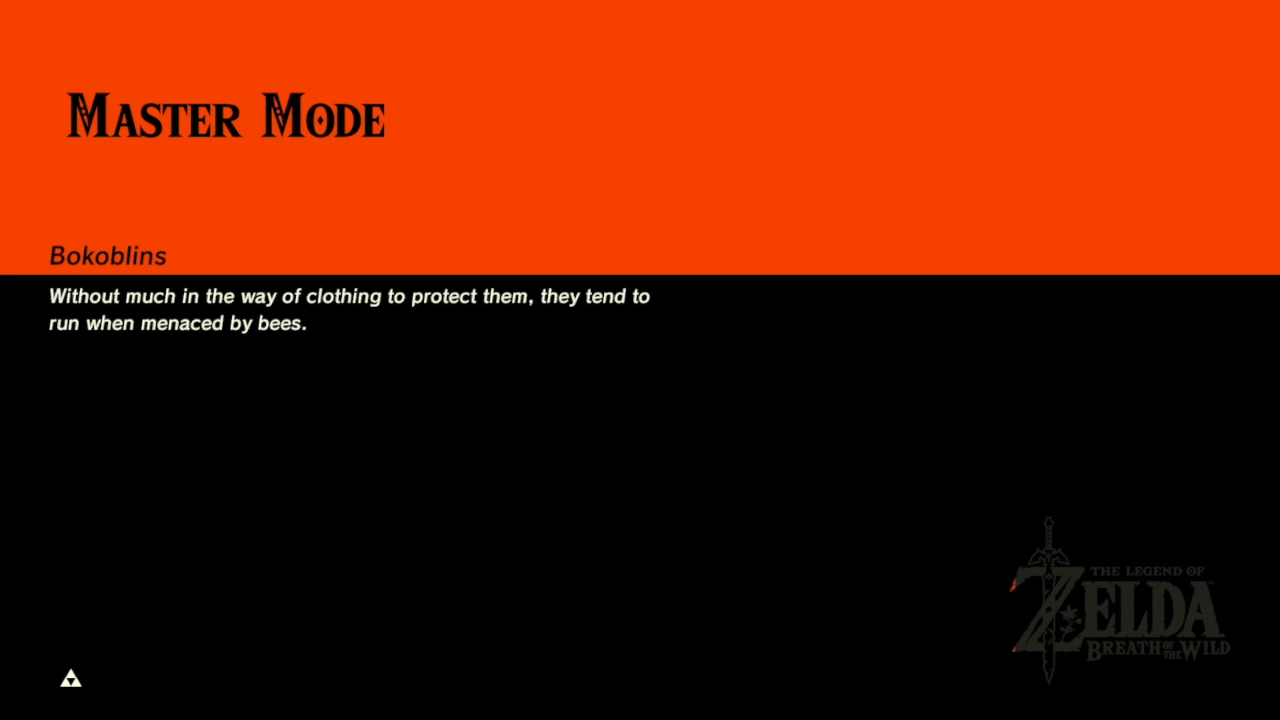 Master Mode
Bokoblins
Without much in the way of clothing to protect them, they tend to
run when menaced by bees.
THE LEGEND OF
ZELDA
BREATH OF THE WILD